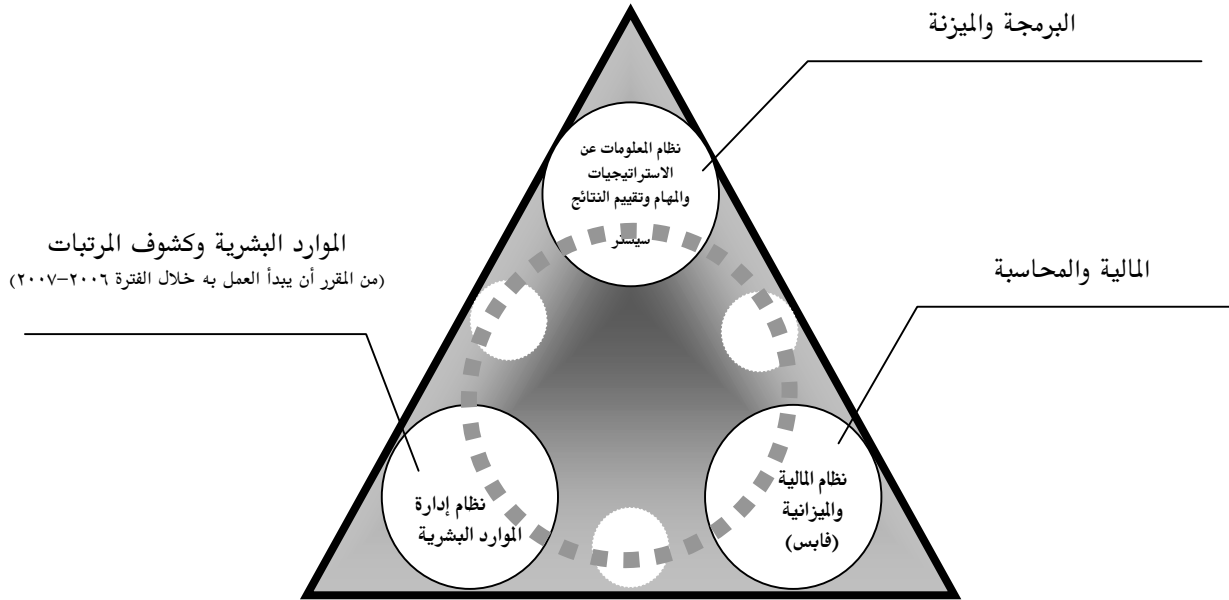 البرمجة والميزنة
نظام المعلومات عن
الاستراتيجيات
والمهام وتقييم النتائج
سيستر
الموارد البشرية وكشوف المرتبات
(من المقرر أن يبدأ العمل به خلال الفترة ٢٠٠٦-٢٠٠٧)
المالية والمحاسبة
نظام المالية
والميزانية
(فابس)
نظام إدارة
الموارد البشرية